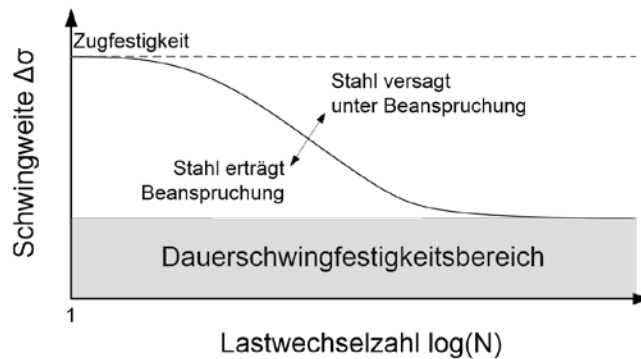 Schwingweite Δσ
Zugfestigkeit
Stahl versagt
unter Beanspruchung
Stahl erträgt
Beanspruchung
Dauerschwingfestigkeitsbereich
1
Lastwechselzahl log(N)